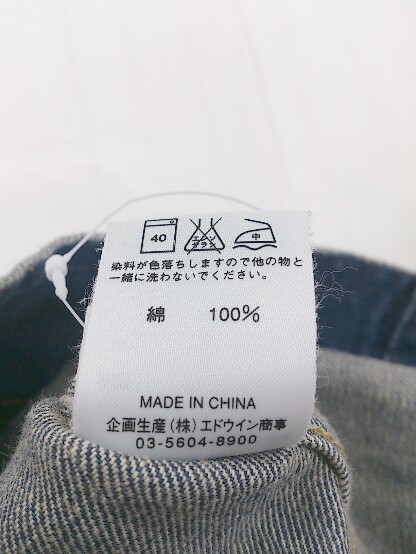 40 エンソ 中
サラシ
染料が色落ちしますので他の物と
一緒に洗わないでください。
綿 100%
MADE IN CHINA
企画生産(株)エドウイン商事
03-5604-8900